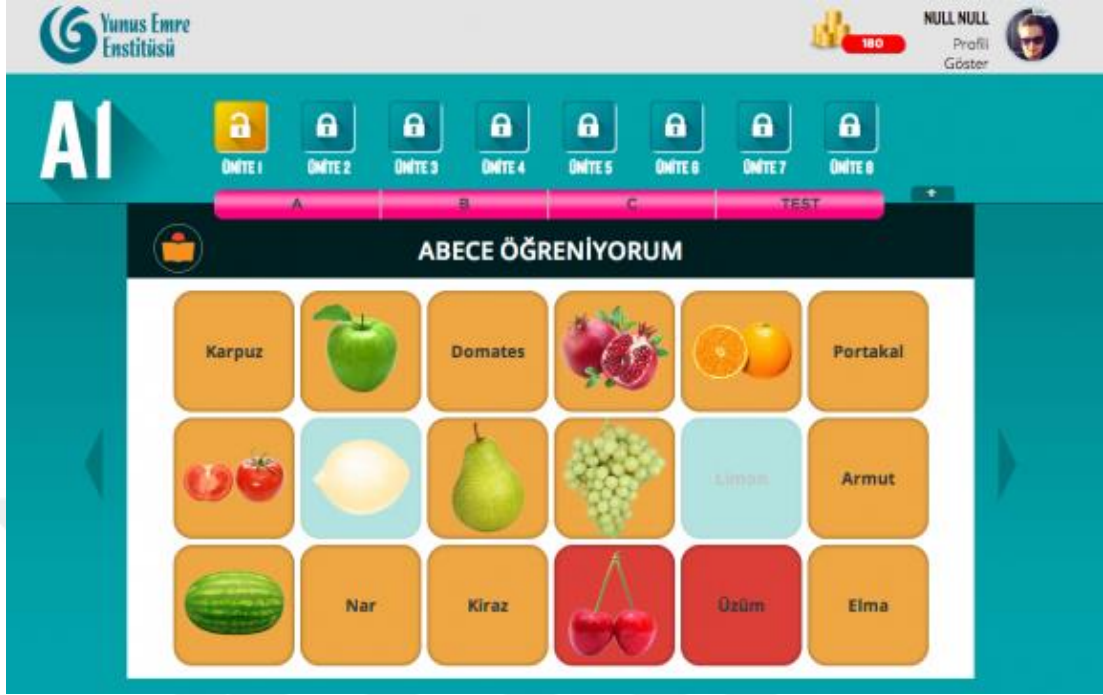 Yunus Emre
Enstitüsü
180
NULL NULL
Profil
Göster
A1
ÜNİTE 1 ÜNİTE 2 ÜNİTE 3 ÜNİTE 4 ÜNİTE 5 ÜNİTE 6 ÜNİTE 7 ÜNİTE 8
A B C TEST
ABECE ÖĞRENİYORUM
Karpuz Domates Portakal
Limon Armut
Nar Kiraz Üzüm Elma